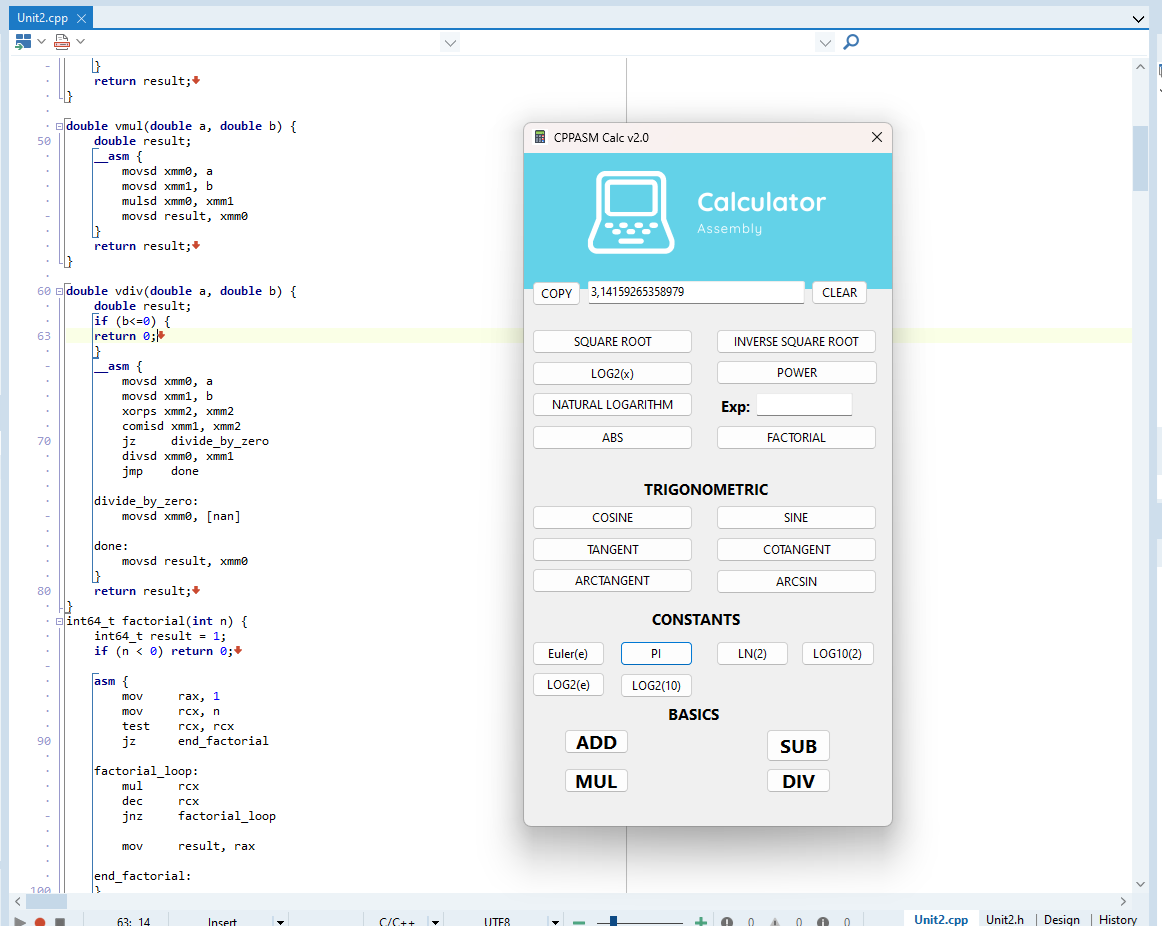 Unit2.cpp
}
return result;
}
double vmul(double a, double b) {
50 double result;
__asm {
movsd xmm0, a
movsd xmm1, b
mulsd xmm0, xmm1
movsd result, xmm0
}
return result;
}
60 double vdiv(double a, double b) {
double result;
if (b<=0) {
63 return 0;
}
__asm {
movsd xmm0, a
movsd xmm1, b
xorps xmm2, xmm2
comisd xmm1, xmm2
70 jz divide_by_zero
divsd xmm0, xmm1
jmp done
divide_by_zero:
movsd xmm0, [nan]
done:
movsd result, xmm0
}
80 return result;
}
int64_t factorial(int n) {
int64_t result = 1;
if (n < 0) return 0;
asm {
mov rax, 1
mov rcx, n
test rcx, rcx
90 jz end_factorial
factorial_loop:
mul rcx
dec rcx
jnz factorial_loop
mov result, rax
end_factorial:
100 }
CPPASM Calc v2.0
Calculator
Assembly
COPY 3,14159265358979 CLEAR
SQUARE ROOT INVERSE SQUARE ROOT
LOG2(x) POWER
NATURAL LOGARITHM Exp:
ABS FACTORIAL
TRIGONOMETRIC
COSINE SINE
TANGENT COTANGENT
ARCTANGENT ARCSIN
CONSTANTS
Euler(e) PI LN(2) LOG10(2)
LOG2(e) LOG2(10)
BASICS
ADD SUB
MUL DIV
63: 14 Insert C/C++ UTF8 0 0 0 Unit2.cpp Unit2.h Design History